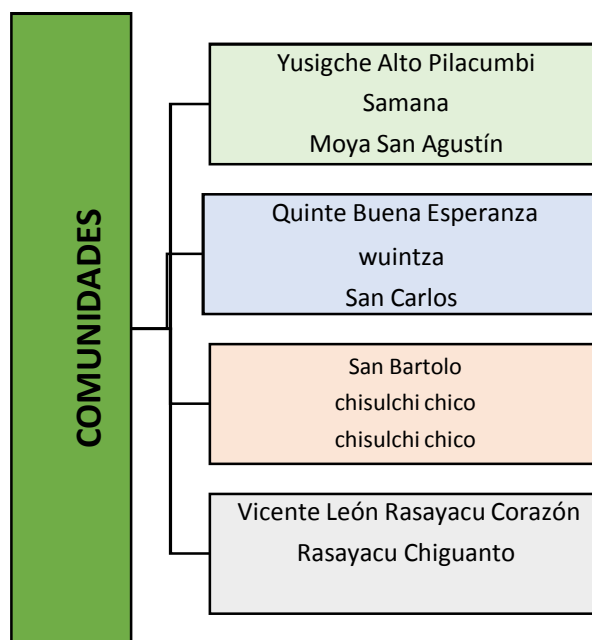 COMUNIDADES
Yusigche Alto Pilacumbi
Samana
Moya San Agustín
Quinte Buena Esperanza
wuintza
San Carlos
San Bartolo
chisulchi chico
chisulchi chico
Vicente León Rasayacu Corazón
Rasayacu Chiguanto